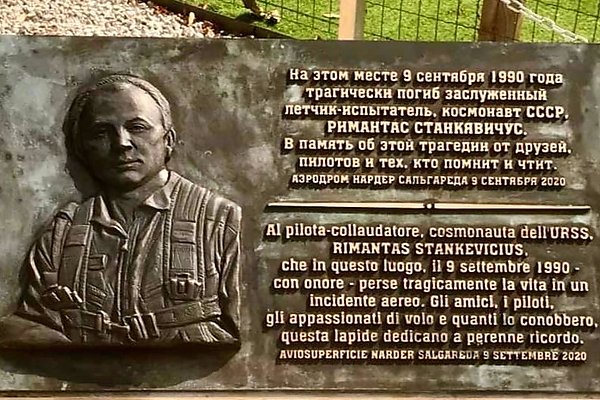 На этом месте 9 сентября 1990 года
трагически погиб заслуженный
летчик-испытатель, космонавт СССР,
РИМАНТАС СТАНКЯВИЧУС.
В память об этой трагедии от друзей,
пилотов и тех, кто помнит и чтит.
АЭРОДРОМ НАРДЕР САЛЬГАРЕДА 9 СЕНТЯБРЯ 2020
Al pilota-collaudatore, cosmonauta dell'URSS,
RIMANTAS STANKEVICIUS,
che in questo luogo, il 9 settembre 1990 -
con onore - perse tragicamente la vita in un
incidente aereo. Gli amici, i piloti,
gli appassionati di volo e quanti lo conobbero,
questa lapide dedicano a perenne ricordo.
AVIOSUPERFICIE NARDER SALGAREDA 9 SETTEMBRE 2020